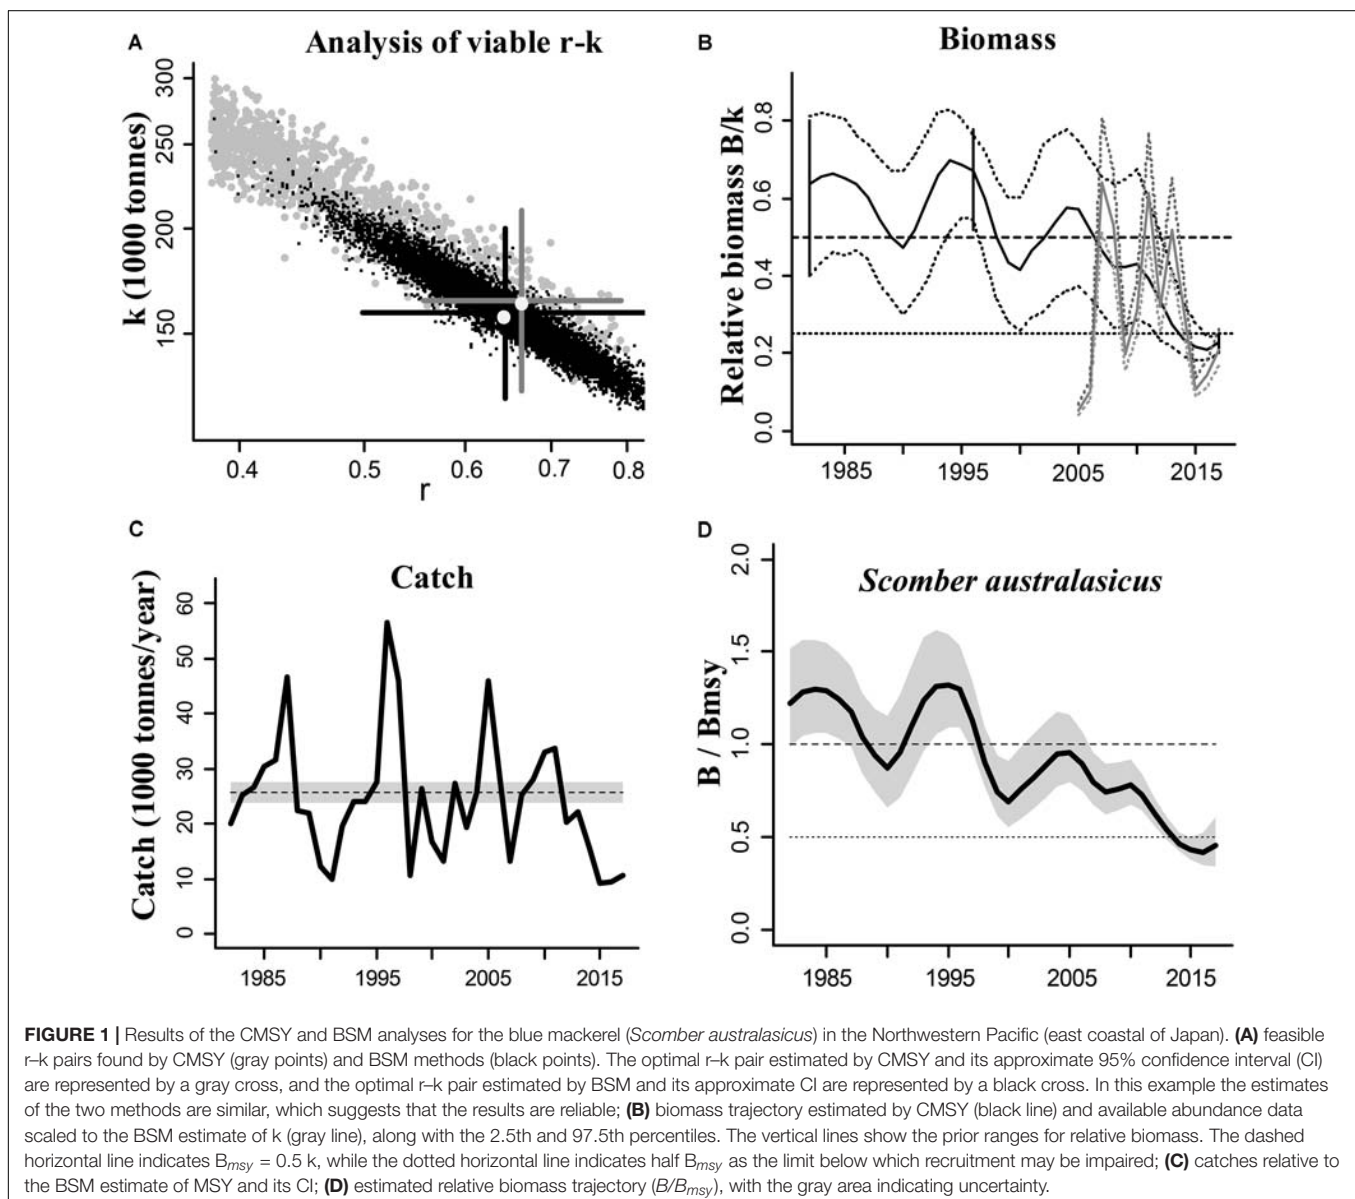 A
Analysis of viable r-k
k (1000 tonnes)
300
250
200
150
0.4
0.5
0.6
0.7
0.8
r
B
Biomass
Relative biomass B/k
0.8
0.6
0.4
0.2
0.0
1985
1995
2005
2015
C
Catch
Catch (1000 tonnes/year)
60
50
40
30
20
10
0
1985
1995
2005
2015
D
Scomber australasicus
B / Bmsy
2.0
1.5
1.0
0.5
0.0
1985
1995
2005
2015
FIGURE 1 | Results of the CMSY and BSM analyses for the blue mackerel (Scomber australasicus) in the Northwestern Pacific (east coastal of Japan). (A) feasible
r–k pairs found by CMSY (gray points) and BSM methods (black points). The optimal r–k pair estimated by CMSY and its approximate 95% confidence interval (CI)
are represented by a gray cross, and the optimal r–k pair estimated by BSM and its approximate CI are represented by a black cross. In this example the estimates
of the two methods are similar, which suggests that the results are reliable; (B) biomass trajectory estimated by CMSY (black line) and available abundance data
scaled to the BSM estimate of k (gray line), along with the 2.5th and 97.5th percentiles. The vertical lines show the prior ranges for relative biomass. The dashed
horizontal line indicates Bmsy = 0.5 k, while the dotted horizontal line indicates half Bmsy as the limit below which recruitment may be impaired; (C) catches relative to
the BSM estimate of MSY and its CI; (D) estimated relative biomass trajectory (B/Bmsy), with the gray area indicating uncertainty.